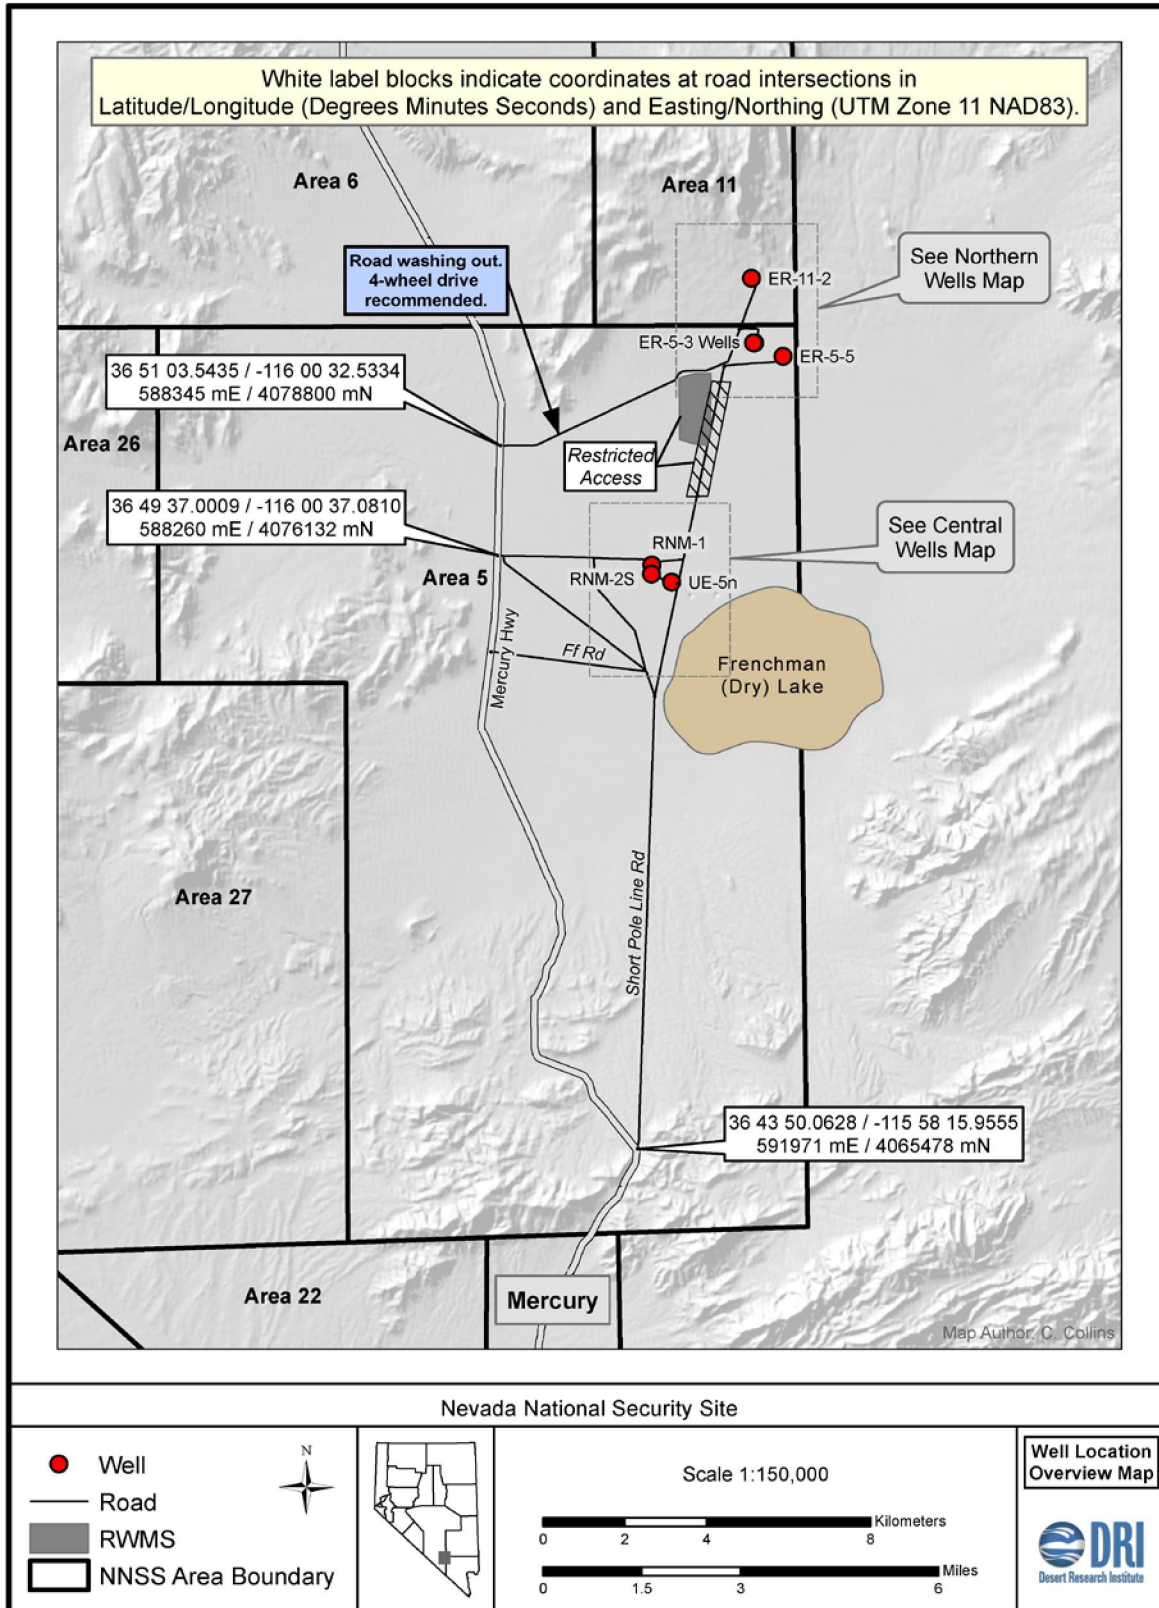 White label blocks indicate coordinates at road intersections in
Latitude/Longitude (Degrees Minutes Seconds) and Easting/Northing (UTM Zone 11 NAD83).
Area 6
Area 11
Road washing out.
4-wheel drive
recommended.
See Northern
Wells Map
ER-11-2
ER-5-3 Wells
ER-5-5
36 51 03.5435 / -116 00 32.5334
588345 mE / 4078800 mN
Area 26
Restricted
Access
36 49 37.0009 / -116 00 37.0810
588260 mE / 4076132 mN
See Central
Wells Map
RNM-1
Area 5
RNM-2S
UE-5n
Mercury Hwy
Ff Rd
Frenchman
(Dry) Lake
Area 27
Short Pole Line Rd
36 43 50.0628 / -115 58 15.9555
591971 mE / 4065478 mN
Area 22
Mercury
Map Author: C. Collins
Nevada National Security Site
Well
Road
RWMS
NNSS Area Boundary
N
Scale 1:150,000
Kilometers
0 2 4 8
Miles
0 1.5 3 6
Well Location
Overview Map
DRI
Desert Research Institute